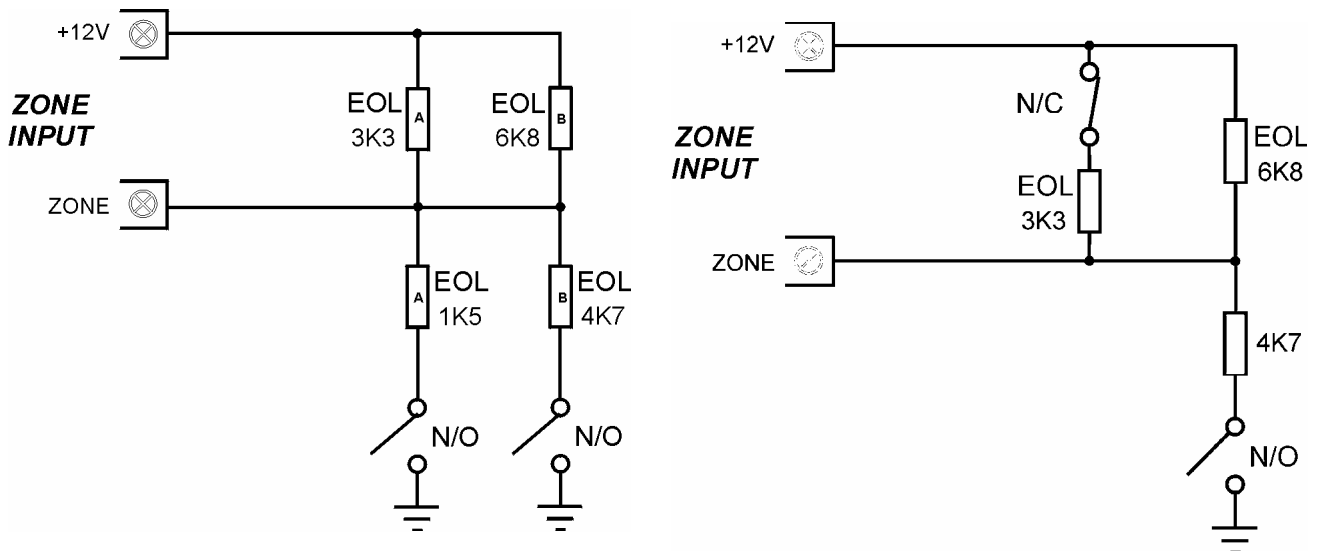 +12V
ZONE
INPUT
EOL
3K3
A
EOL
6K8
B
ZONE
EOL
1K5
A
EOL
4K7
B
N/O
N/O
+12V
ZONE
INPUT
N/C
EOL
3K3
EOL
6K8
ZONE
4K7
N/O